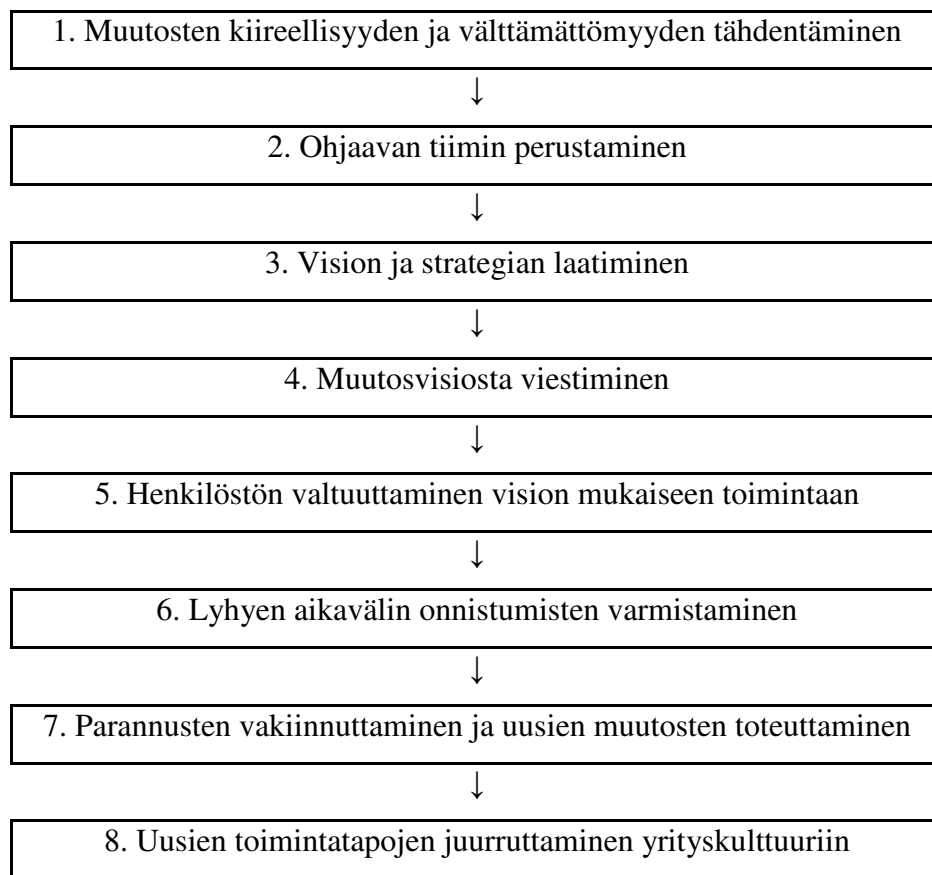 1. Muutosten kiireellisyyden ja välttämättömyyden tähdentäminen
↓
2. Ohjaavan tiimin perustaminen
↓
3. Vision ja strategian laatiminen
↓
4. Muutosvisiosta viestiminen
↓
5. Henkilöstön valtuuttaminen vision mukaiseen toimintaan
↓
6. Lyhyen aikavälin onnistumisten varmistaminen
↓
7. Parannusten vakiinnuttaminen ja uusien muutosten toteuttaminen
↓
8. Uusien toimintatapojen juurruttaminen yrityskulttuuriin